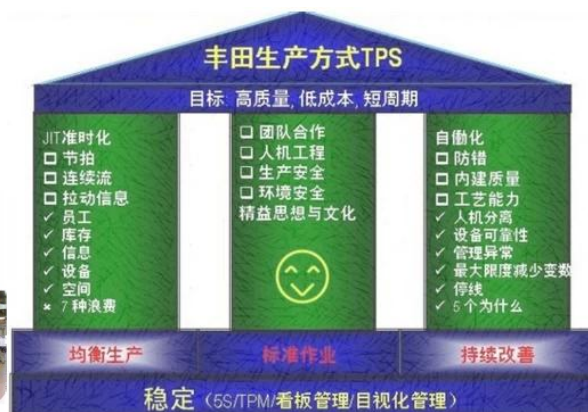 丰田生产方式TPS
目标: 高质量, 低成本, 短周期
JIT准时化
□ 节拍
□ 连续流
□ 拉动信息
✓ 员工
✓ 库存
✓ 信息
✓ 设备
✓ 空间
× 7 种浪费
□ 团队合作
□ 人机工程
□ 生产安全
□ 环境安全
精益思想与文化
自働化
□ 防错
□ 内建质量
□ 工艺能力
✓ 人机分离
✓ 设备可靠性
✓ 管理异常
✓ 最大限度减少变数
✓ 停线
✓ 5 个为什么
均衡生产
标准作业
持续改善
稳定（5S/TPM/看板管理/目视化管理）